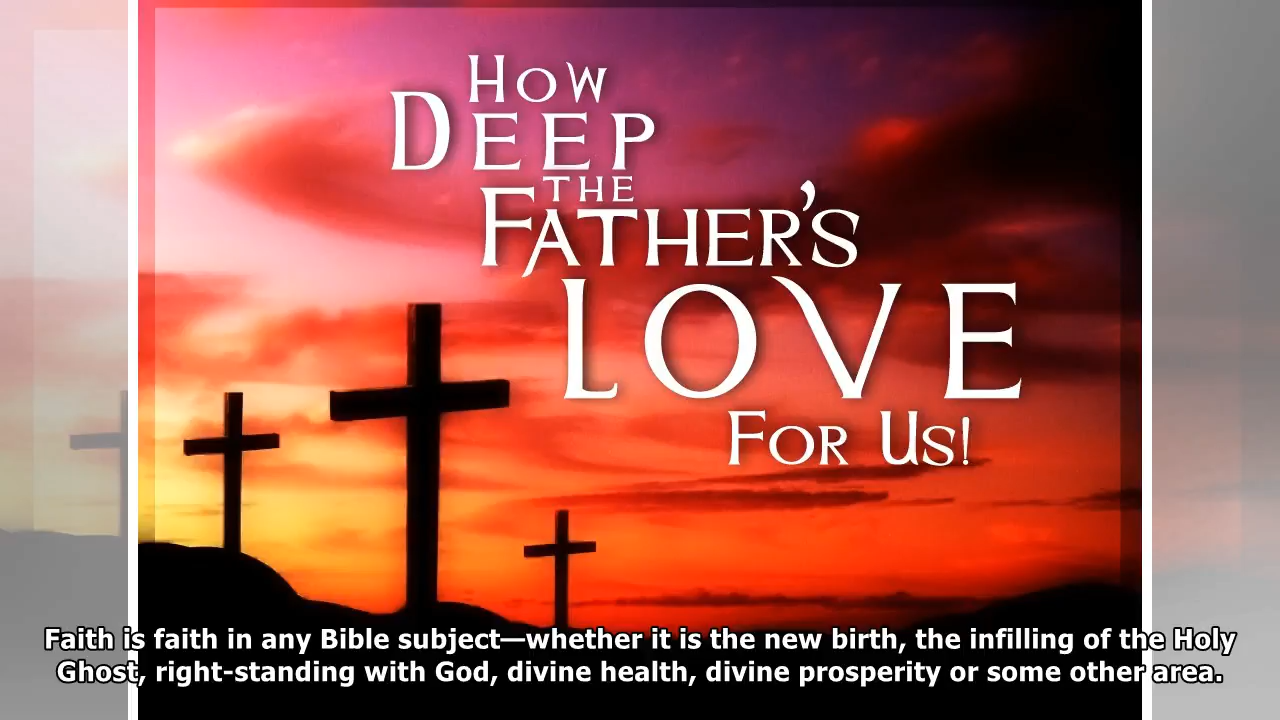 How
Deep
the
Father's
LOVE
For Us!
Faith is faith in any Bible subject—whether it is the new birth, the infilling of the Holy
Ghost, right-standing with God, divine health, divine prosperity or some other area.